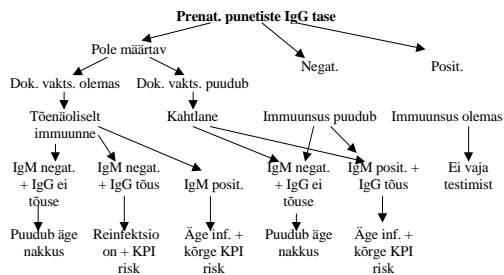 Prenat. punetiste IgG tase
Pole määrtav
Negat.
Posit.
Dok. vakts. olemas
Dok. vakts. puudub
Tõenäoliselt
immuunne
Kahtlane
Immuunsus puudub
Immuunsus olemas
IgM negat.
+ IgG ei
tõuse
IgM negat.
+ IgG tõus
IgM posit.
IgM negat.
+ IgG ei
tõuse
IgM posit. +
IgG tõus
Ei vaja
testimist
Puudub äge
nakkus
Reinfektsio
on + KPI
risk
Äge inf. +
kõrge KPI
risk
Puudub äge
nakkus
Äge inf. +
kõrge KPI
risk